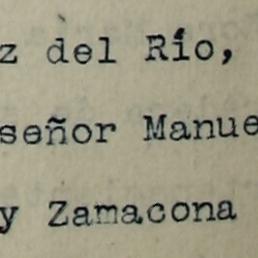 z del Río,
señor Manue
y Zamacona